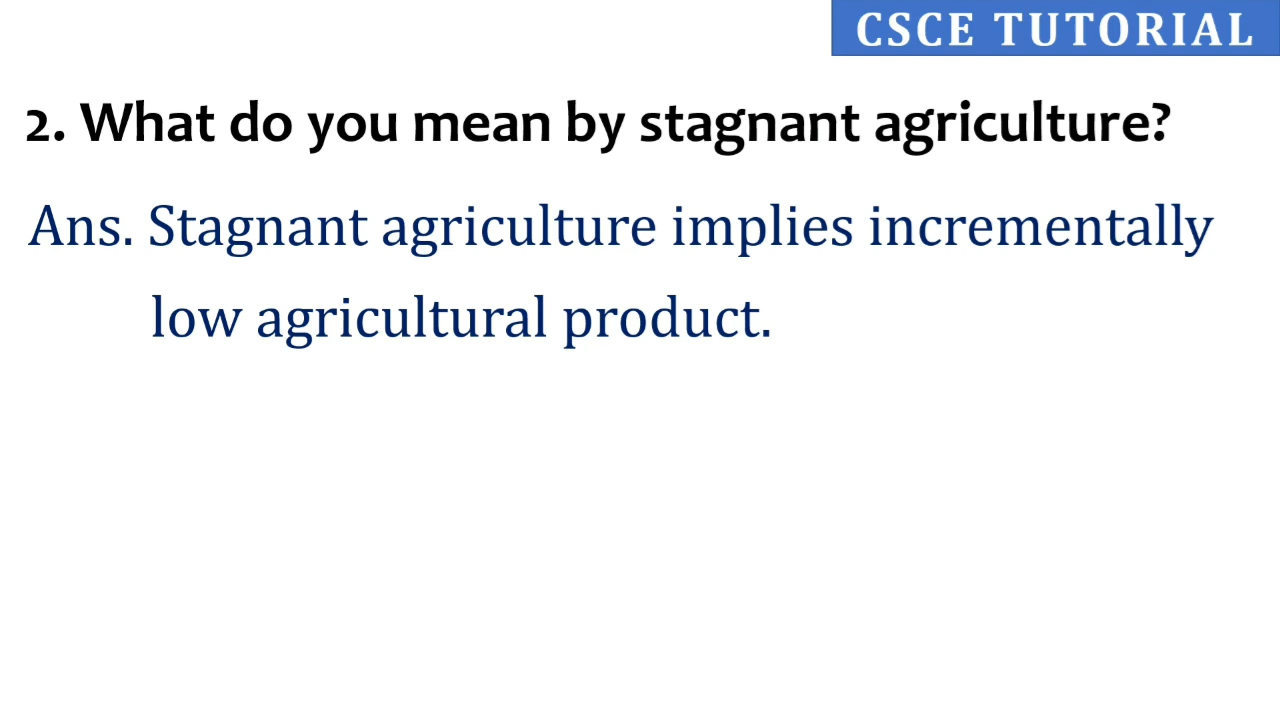 CSCE TUTORIAL
2. What do you mean by stagnant agriculture?
Ans. Stagnant agriculture implies incrementally
low agricultural product.